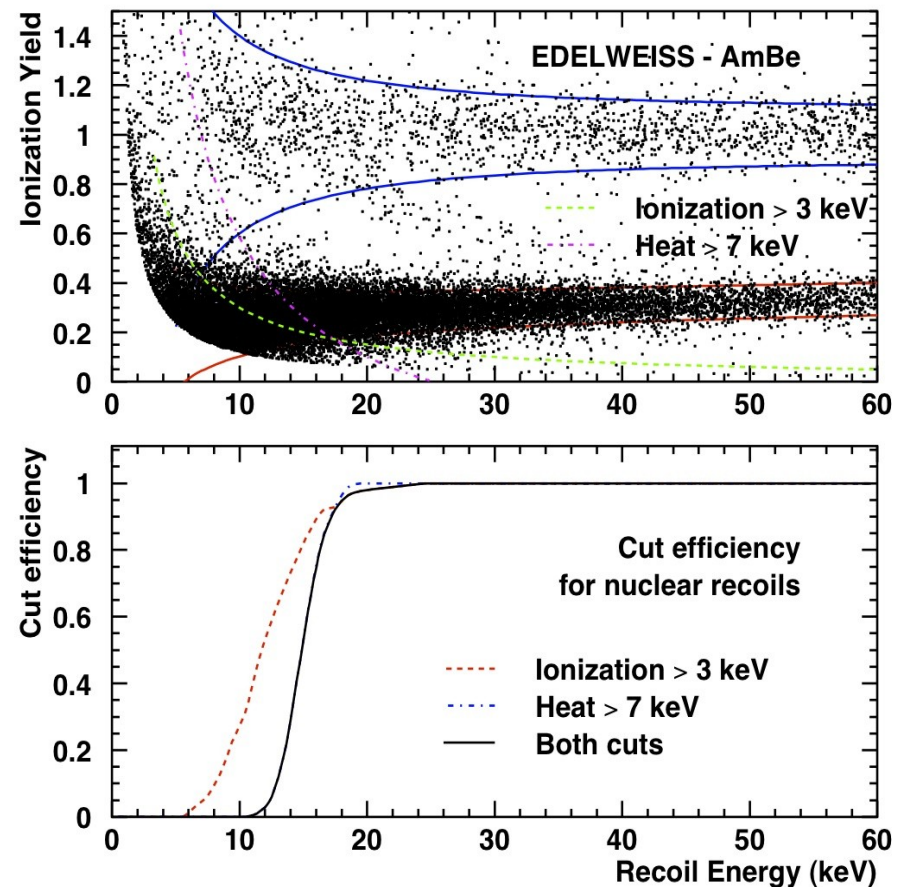 Ionization Yield
1.4
1.2
1
0.8
0.6
0.4
0.2
0
EDELWEISS - AmBe
Ionization > 3 keV
Heat > 7 keV
0 10 20 30 40 50 60
Cut efficiency
1
0.8
0.6
0.4
0.2
0
Cut efficiency
for nuclear recoils
Ionization > 3 keV
Heat > 7 keV
Both cuts
0 10 20 30 40 50 60
Recoil Energy (keV)